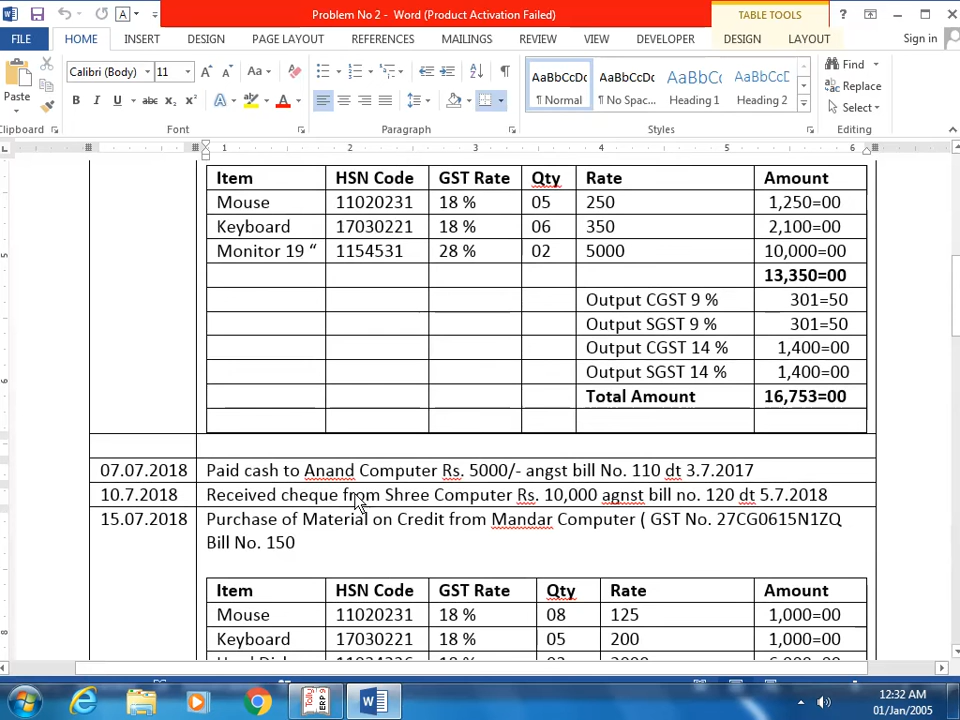 Problem No 2 - Word (Product Activation Failed)
TABLE TOOLS
FILE HOME INSERT DESIGN PAGE LAYOUT REFERENCES MAILINGS REVIEW VIEW DEVELOPER DESIGN LAYOUT Sign in
Calibri (Body) 11
Paste
Find
Replace
Select
AaBbCcDc AaBbCcDc AaBbCc AaBbCcD
¶ Normal ¶ No Spac... Heading 1 Heading 2
Clipboard Font Paragraph Styles Editing
1 2 3 4 5 6
Item HSN Code GST Rate Qty Rate Amount
Mouse 11020231 18 % 05 250 1,250=00
Keyboard 17030221 18 % 06 350 2,100=00
Monitor 19 “ 1154531 28 % 02 5000 10,000=00
13,350=00
Output CGST 9 % 301=50
Output SGST 9 % 301=50
Output CGST 14 % 1,400=00
Output SGST 14 % 1,400=00
Total Amount 16,753=00
07.07.2018 Paid cash to Anand Computer Rs. 5000/- angst bill No. 110 dt 3.7.2017
10.7.2018 Received cheque from Shree Computer Rs. 10,000 agnst bill no. 120 dt 5.7.2018
15.07.2018 Purchase of Material on Credit from Mandar Computer ( GST No. 27CG0615N1ZQ
Bill No. 150
Item HSN Code GST Rate Qty Rate Amount
Mouse 11020231 18 % 08 125 1,000=00
Keyboard 17030221 18 % 05 200 1,000=00
12:32 AM
01/Jan/2005